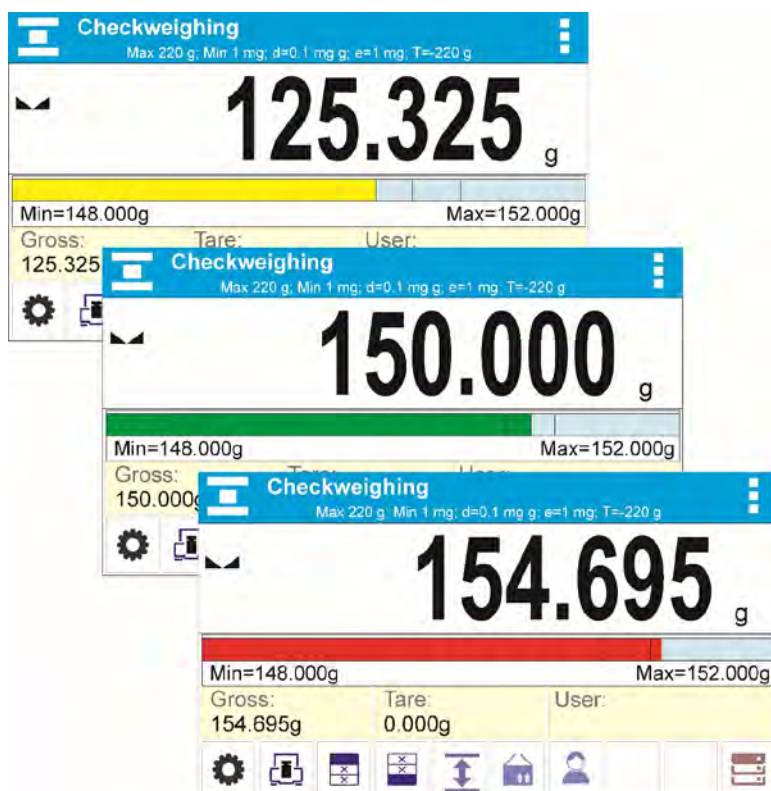 Checkweighing
Max 220 g; Min 1 mg; d=0.1 mg g; e=1 mg; T=-220 g
125.325 g
Min=148.000g Max=152.000g
Gross: Tare: User:
125.325
Checkweighing
Max 220 g; Min 1 mg; d=0.1 mg g; e=1 mg; T=-220 g
150.000 g
Min=148.000g Max=152.000g
Gross: Tare: User:
150.000g
Checkweighing
Max 220 g; Min 1 mg; d=0.1 mg g; e=1 mg; T=-220 g
154.695 g
Min=148.000g Max=152.000g
Gross: Tare: User:
154.695g 0.000g